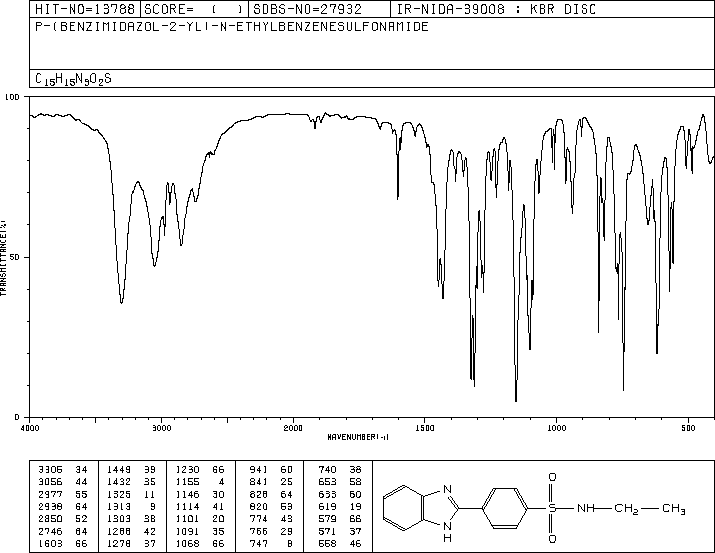 HIT-NO=13788 SCORE= ( ) SDBS-NO=27932 IR-NIDA-39008 : KBR DISC
P-(BENZIMIDAZOL-2-YL)-N-ETHYLBENZENESULFONAMIDE
C15H15N3O2S
100
TRANSMITTANCE(%)
50
0
4000 3000 2000 1500 1000 500
WAVENUMBER(-1)
3305 34 1449 39 1230 66 941 60 740 38
3056 44 1432 35 1155 4 841 25 653 58
2977 55 1325 11 1146 30 828 64 633 60
2938 64 1313 9 1114 41 820 53 619 19
2850 52 1303 38 1101 20 774 43 579 66
2746 64 1288 42 1091 35 766 29 571 37
1603 66 1278 37 1068 66 747 8 558 46
O
N
S NH CH2 CH3
N
H
O